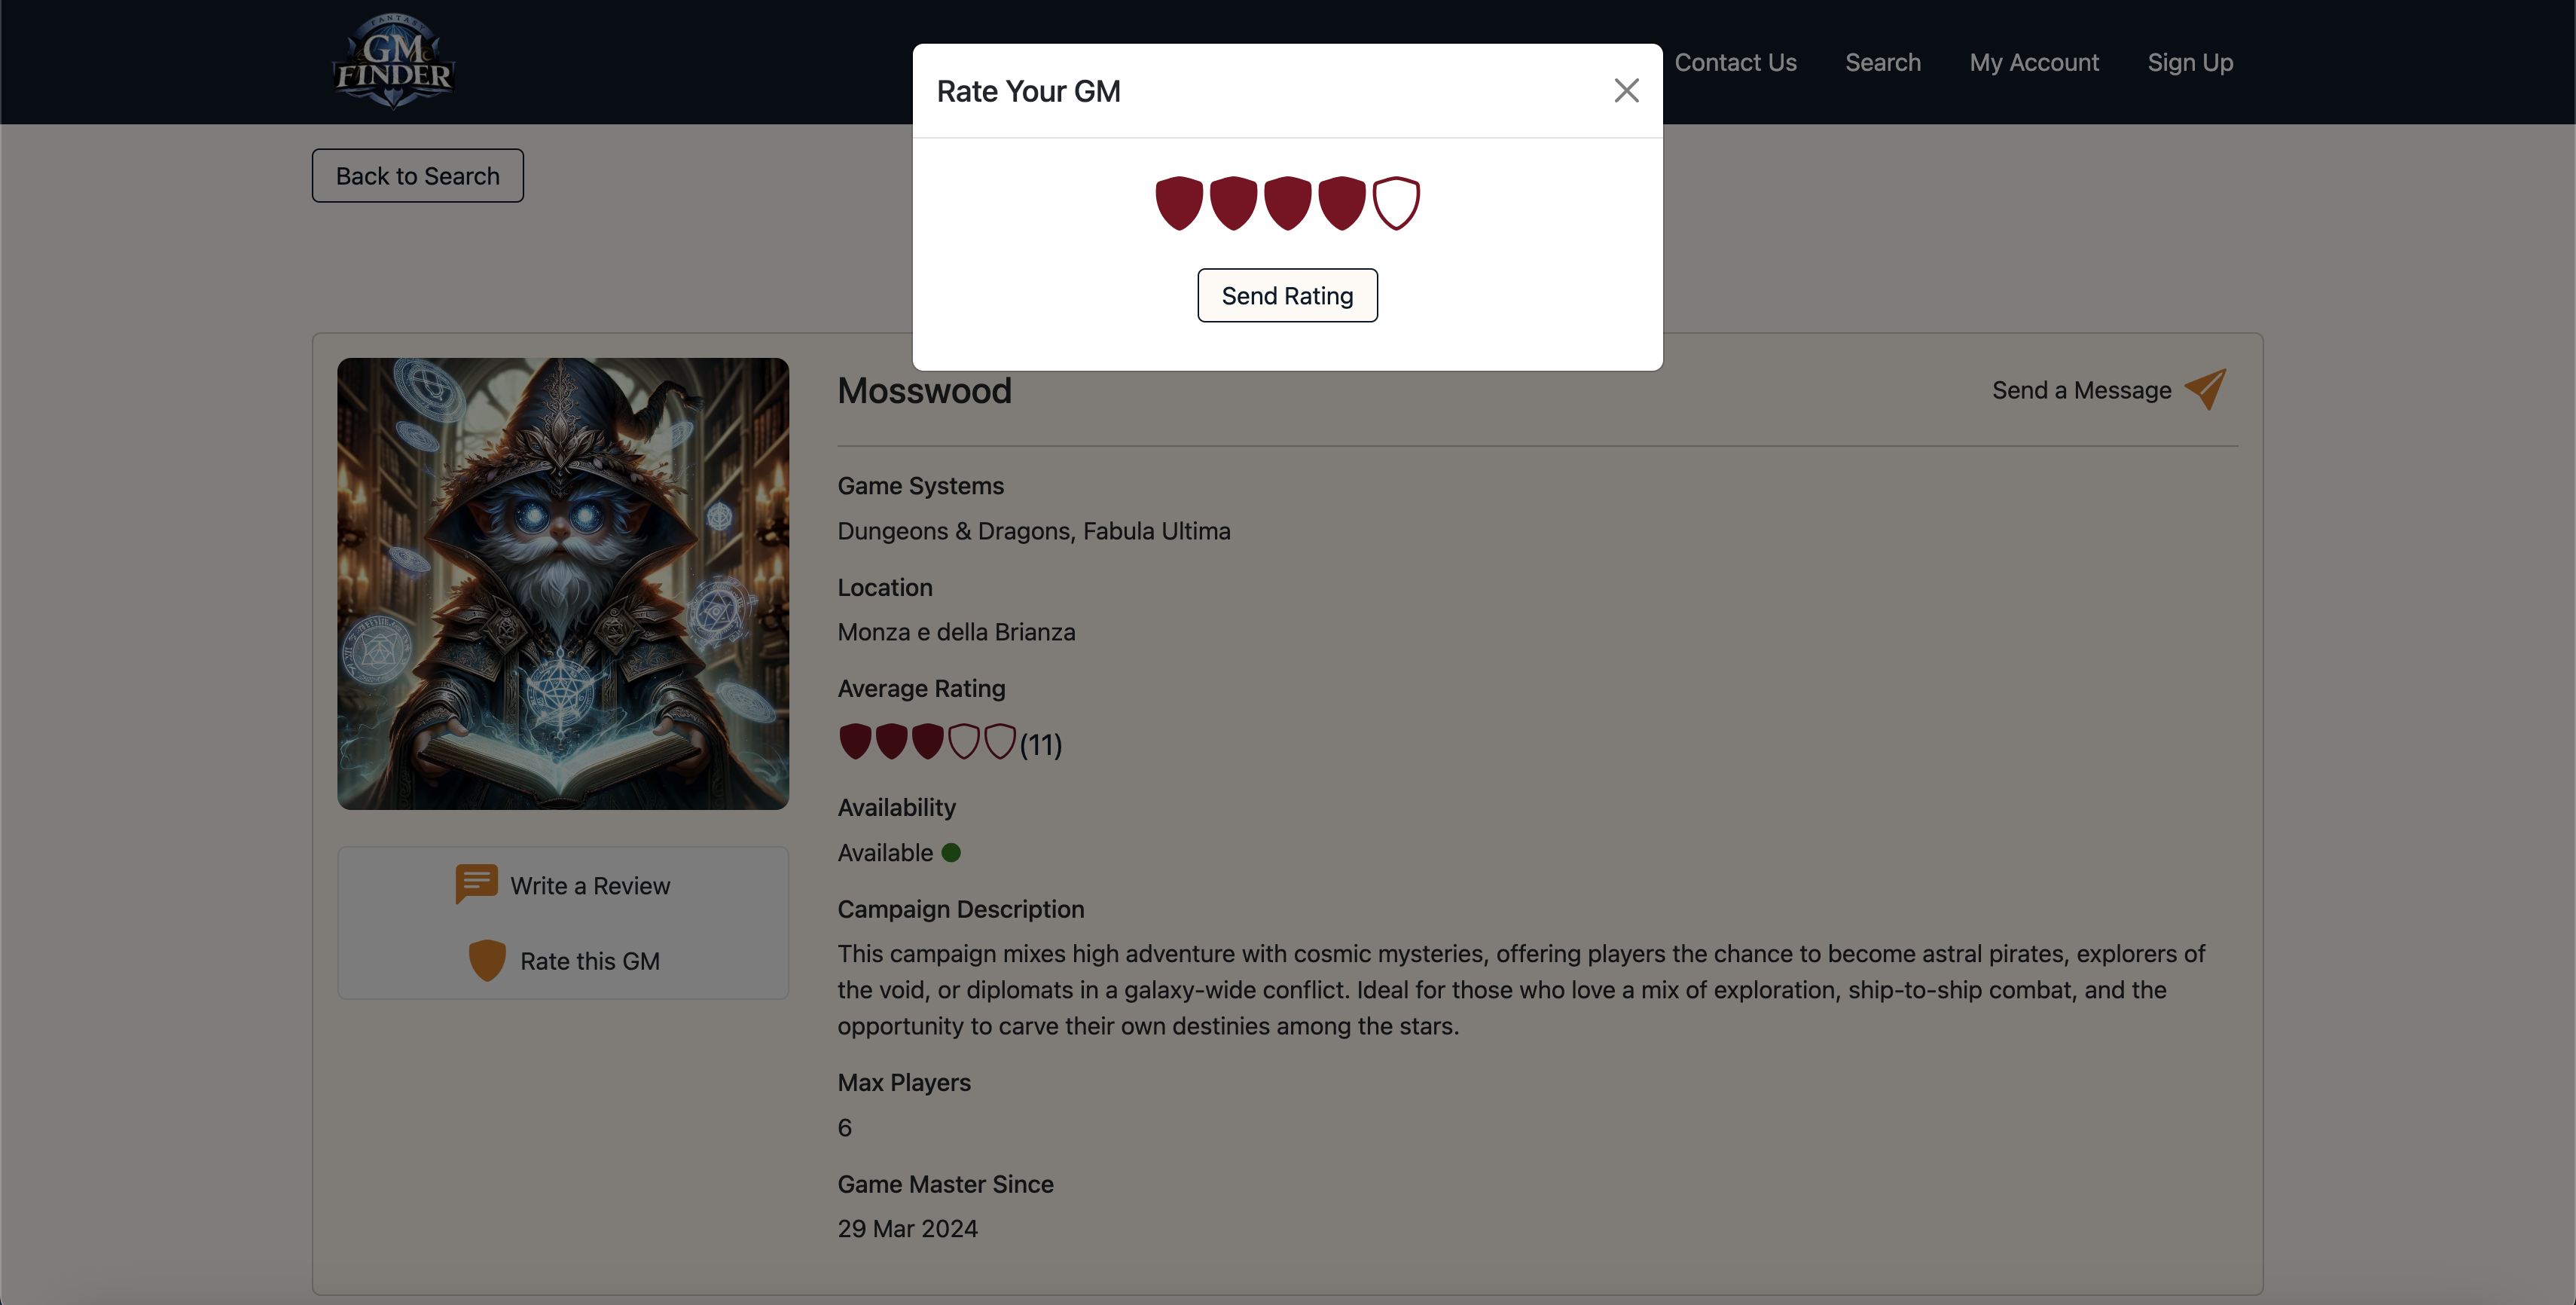 FANTASY
GM
FINDER
Contact Us
Search
My Account
Sign Up
Rate Your GM
Send Rating
Back to Search
Mosswood
Send a Message
Game Systems
Dungeons & Dragons, Fabula Ultima
Location
Monza e della Brianza
Average Rating
(11)
Availability
Available
Write a Review
Rate this GM
Campaign Description
This campaign mixes high adventure with cosmic mysteries, offering players the chance to become astral pirates, explorers of
the void, or diplomats in a galaxy-wide conflict. Ideal for those who love a mix of exploration, ship-to-ship combat, and the
opportunity to carve their own destinies among the stars.
Max Players
6
Game Master Since
29 Mar 2024